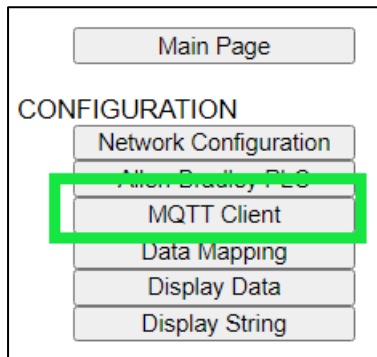 Main Page
CONFIGURATION
Network Configuration
Allen Bradley PLC
MQTT Client
Data Mapping
Display Data
Display String